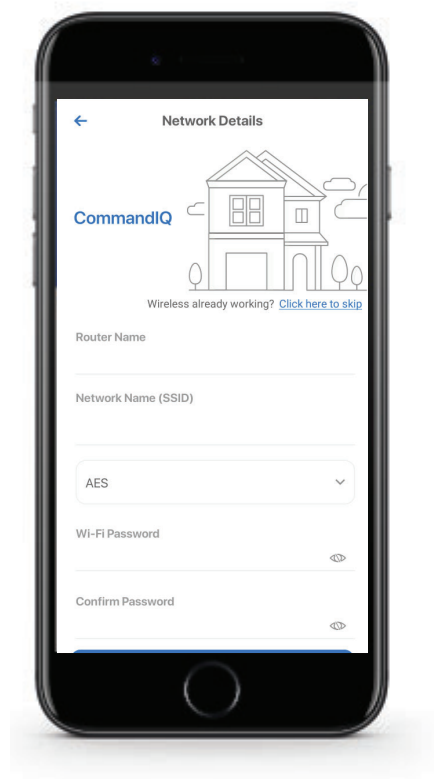 Network Details
CommandIQ
Wireless already working? Click here to skip
Router Name
Network Name (SSID)
AES
Wi-Fi Password
Confirm Password